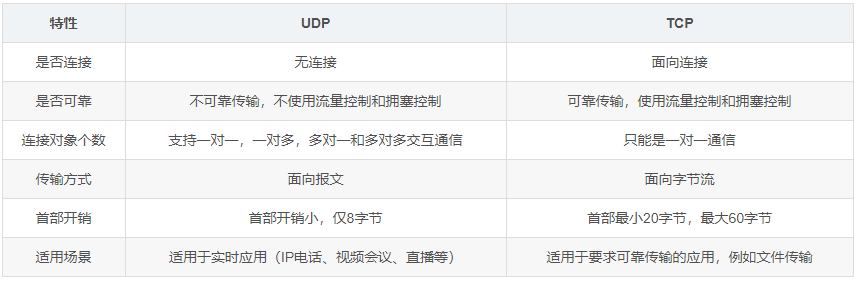 特性 UDP TCP
是否连接 无连接 面向连接
是否可靠 不可靠传输，不使用流量控制和拥塞控制 可靠传输，使用流量控制和拥塞控制
连接对象个数 支持一对一，一对多，多对一和多对多交互通信 只能是一对一通信
传输方式 面向报文 面向字节流
首部开销 首部开销小，仅8字节 首部最小20字节，最大60字节
适用场景 适用于实时应用（IP电话、视频会议、直播等） 适用于要求可靠传输的应用，例如文件传输